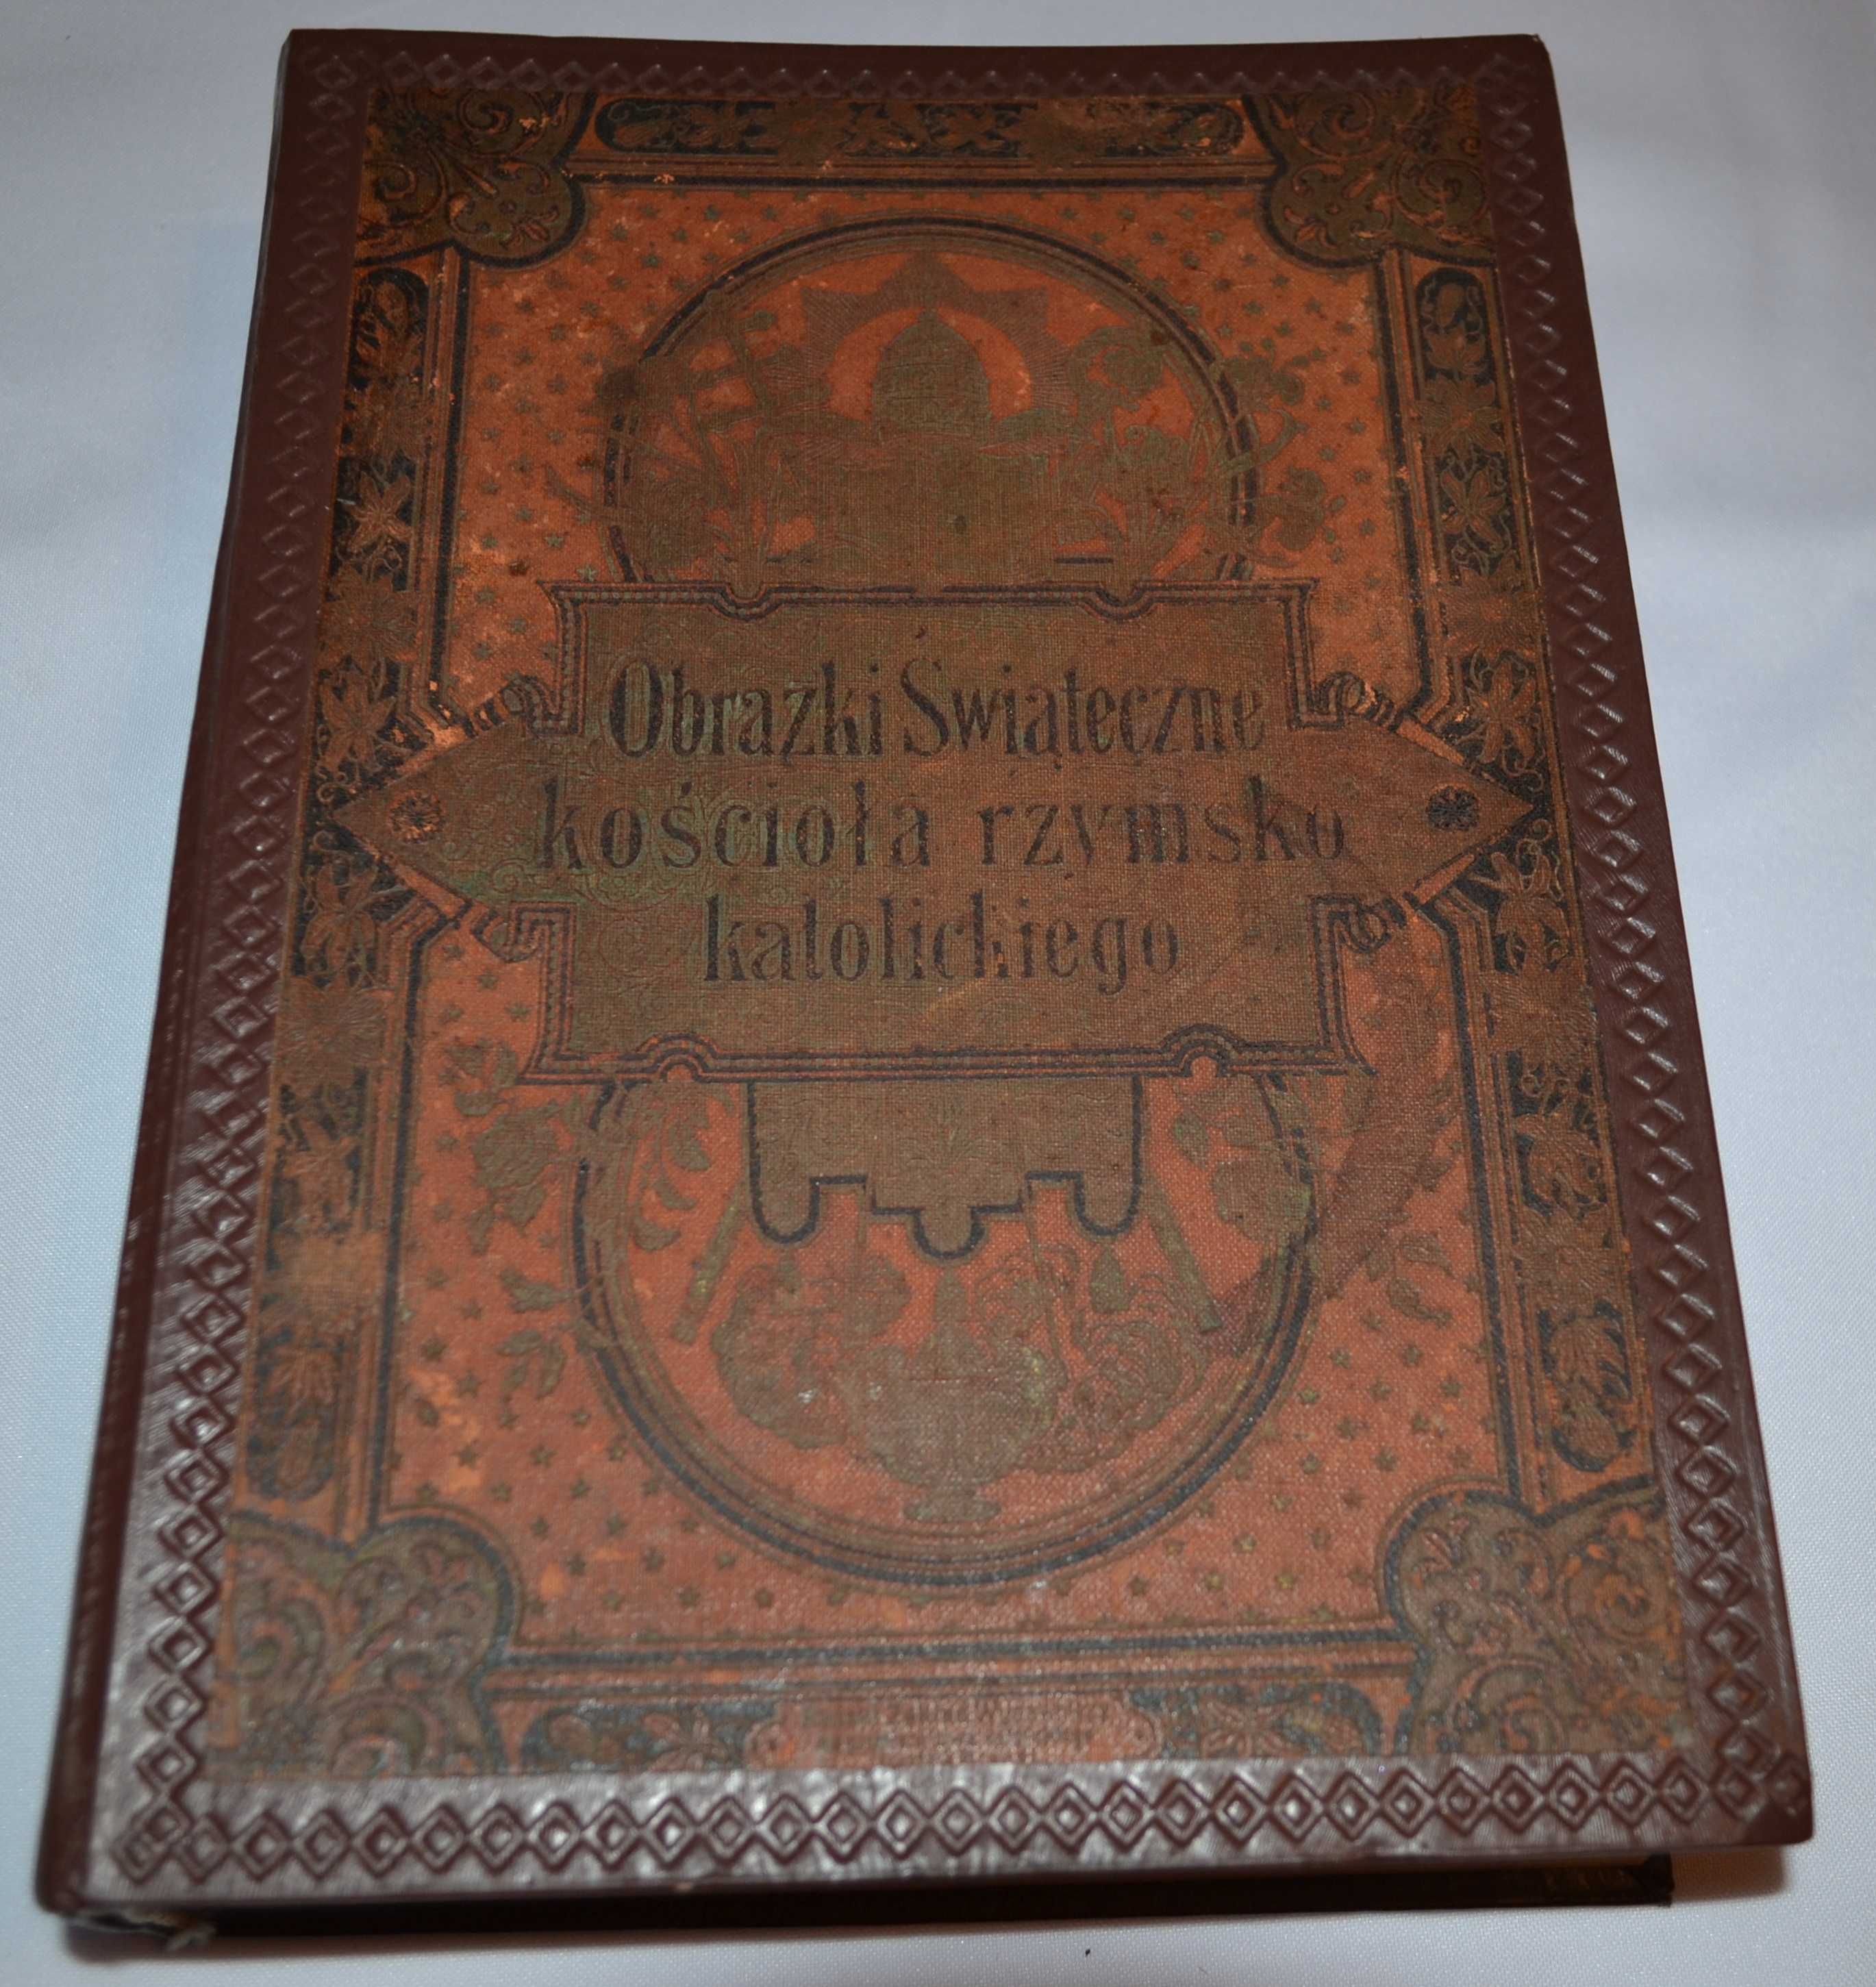 Obrazki Świąteczne
kościoła rzymsko
katolickiego